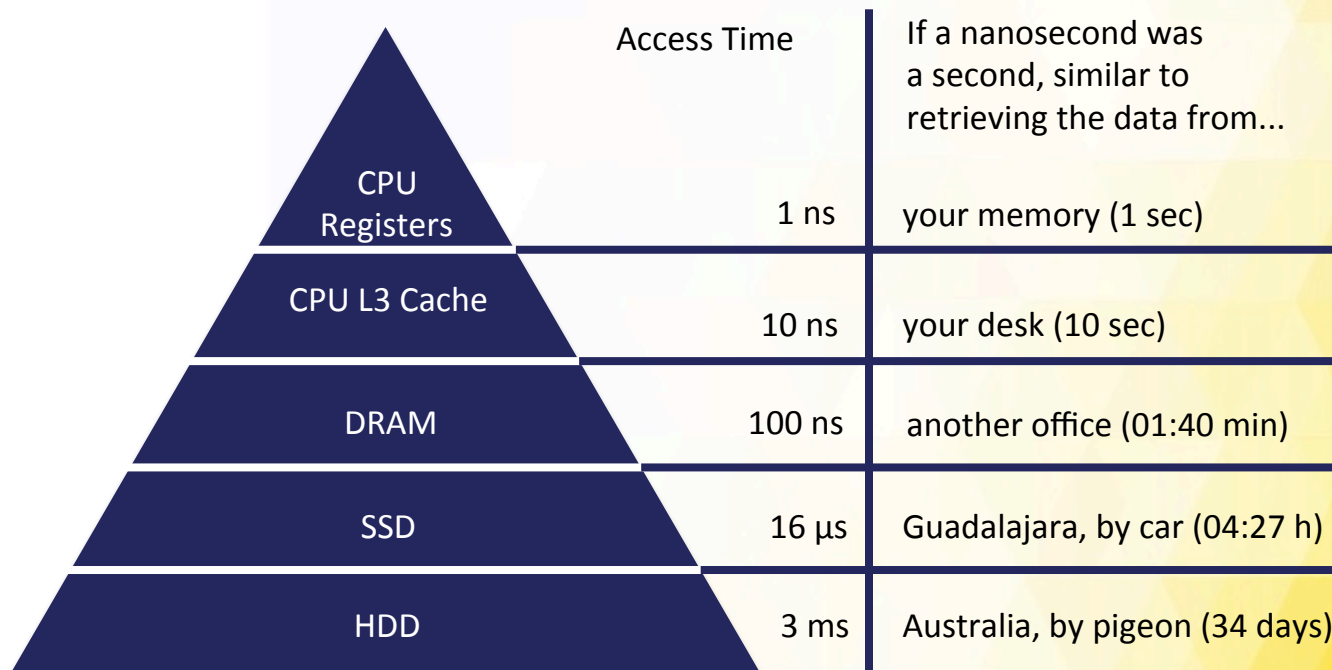 Access Time
If a nanosecond was
a second, similar to
retrieving the data from...
CPU
Registers
1 ns
your memory (1 sec)
CPU L3 Cache
10 ns
your desk (10 sec)
DRAM
100 ns
another office (01:40 min)
SSD
16 µs
Guadalajara, by car (04:27 h)
HDD
3 ms
Australia, by pigeon (34 days)